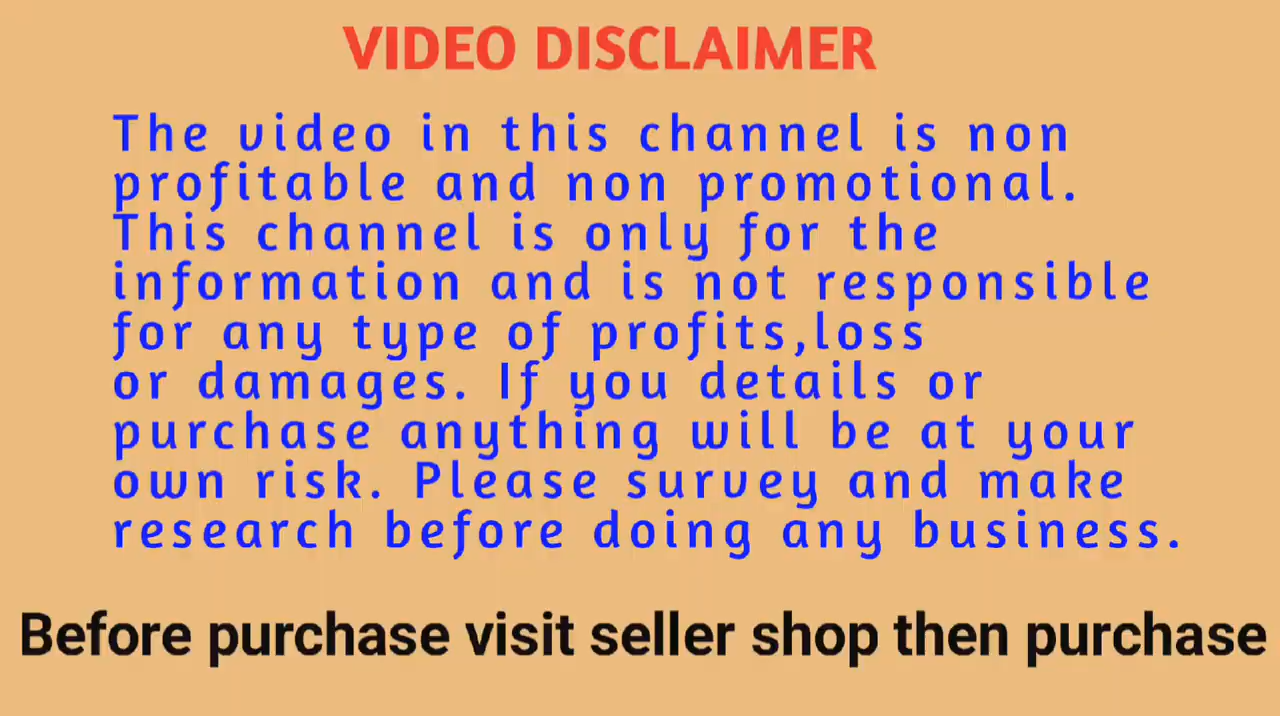 VIDEO DISCLAIMER
The video in this channel is non
profitable and non promotional.
This channel is only for the
information and is not responsible
for any type of profits,loss
or damages. If you details or
purchase anything will be at your
own risk. Please survey and make
research before doing any business.
Before purchase visit seller shop then purchase